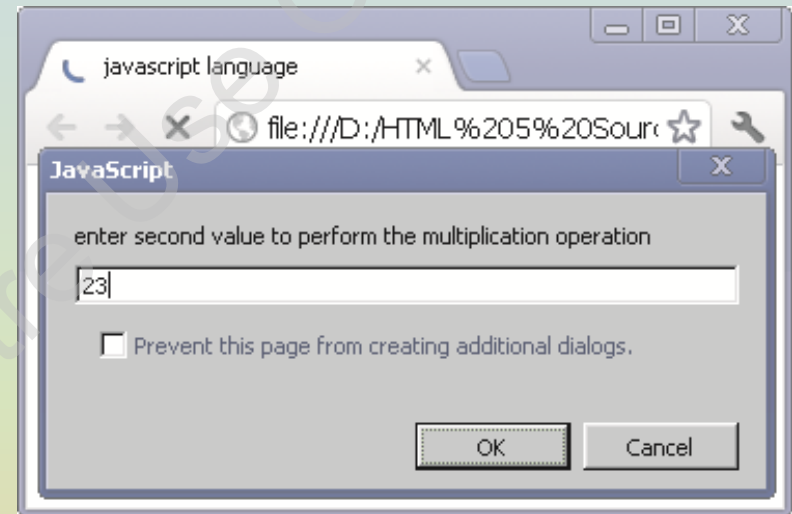 javascript language
file:///D:/HTML%205%20Sour
JavaScript
enter second value to perform the multiplication operation
23
Prevent this page from creating additional dialogs.
OK Cancel